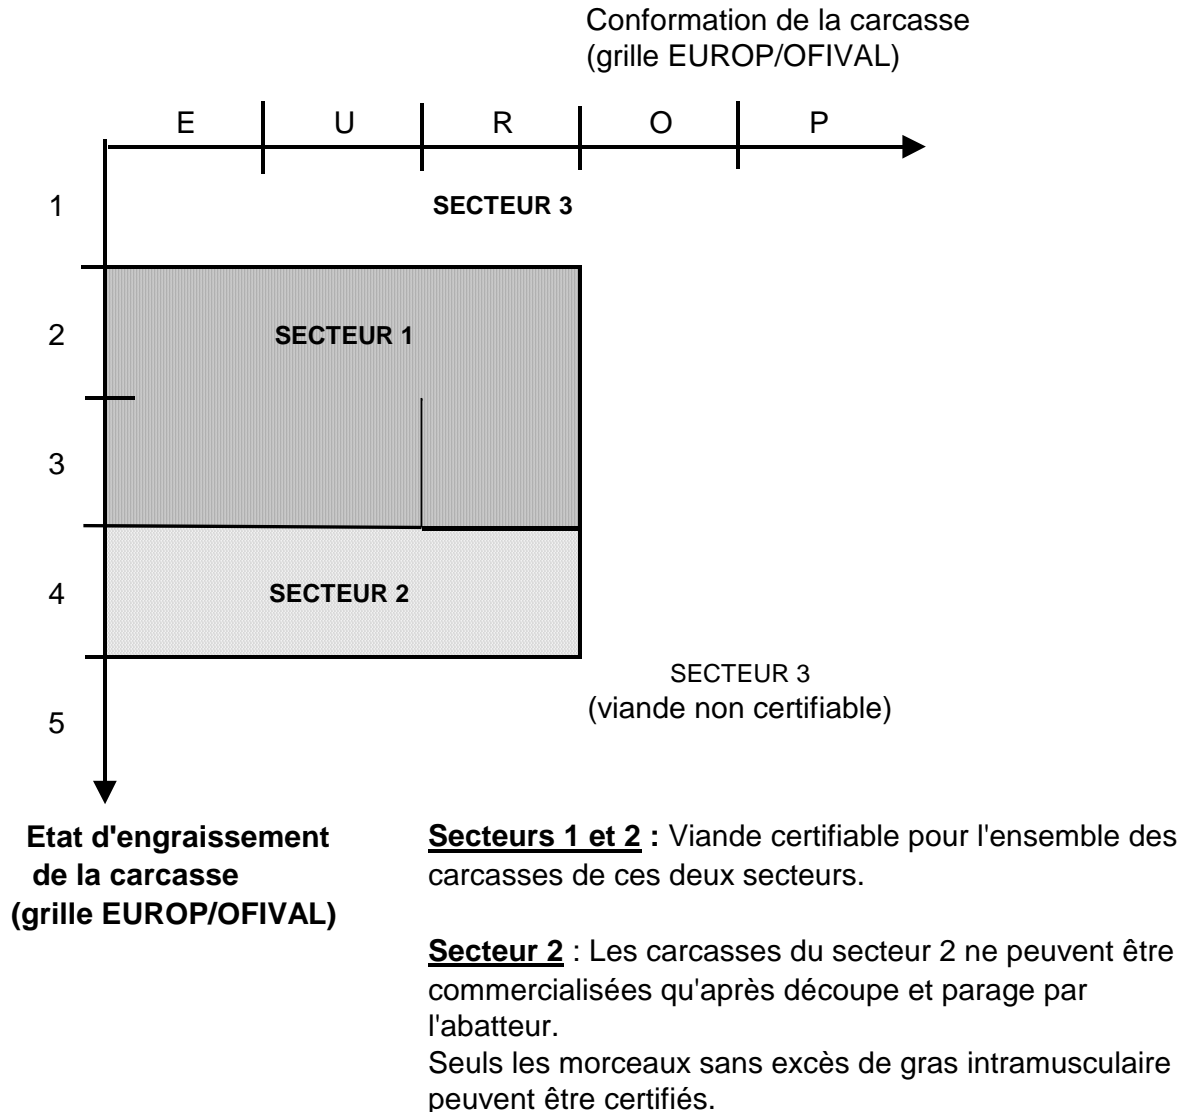 Conformation de la carcasse
(grille EUROP/OFIVAL)
E U R O P
1 SECTEUR 3
2 SECTEUR 1
3
4 SECTEUR 2
SECTEUR 3
(viande non certifiable)
5
Etat d'engraissement
de la carcasse
(grille EUROP/OFIVAL)
Secteurs 1 et 2 : Viande certifiable pour l'ensemble des
carcasses de ces deux secteurs.
Secteur 2 : Les carcasses du secteur 2 ne peuvent être
commercialisées qu'après découpe et parage par
l'abatteur.
Seuls les morceaux sans excès de gras intramusculaire
peuvent être certifiés.